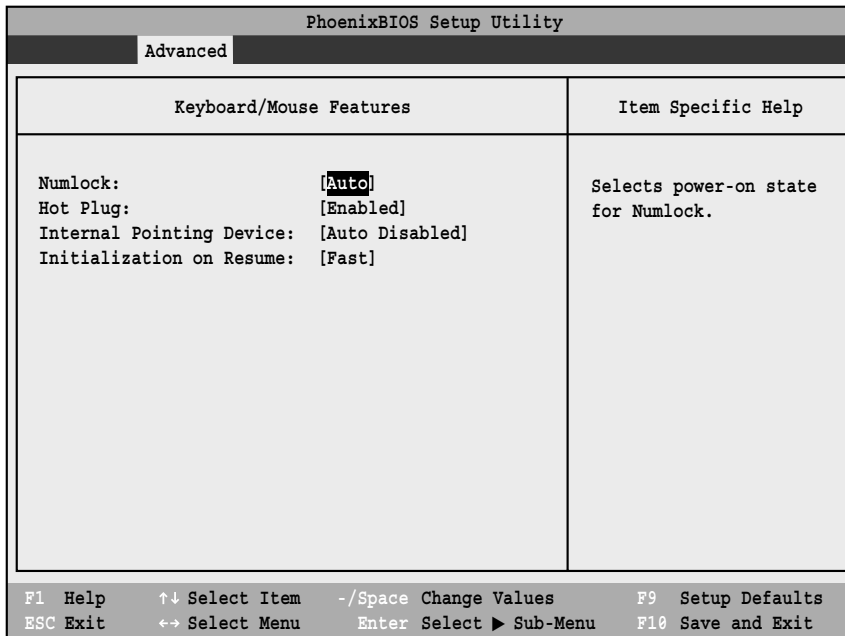 PhoenixBIOS Setup Utility
Advanced
Keyboard/Mouse Features
Item Specific Help
Numlock: [Auto]
Hot Plug: [Enabled]
Internal Pointing Device: [Auto Disabled]
Initialization on Resume: [Fast]
Selects power-on state
for Numlock.
F1 Help ↑↓ Select Item -/Space Change Values F9 Setup Defaults
ESC Exit ←→ Select Menu Enter Select ▶ Sub-Menu F10 Save and Exit